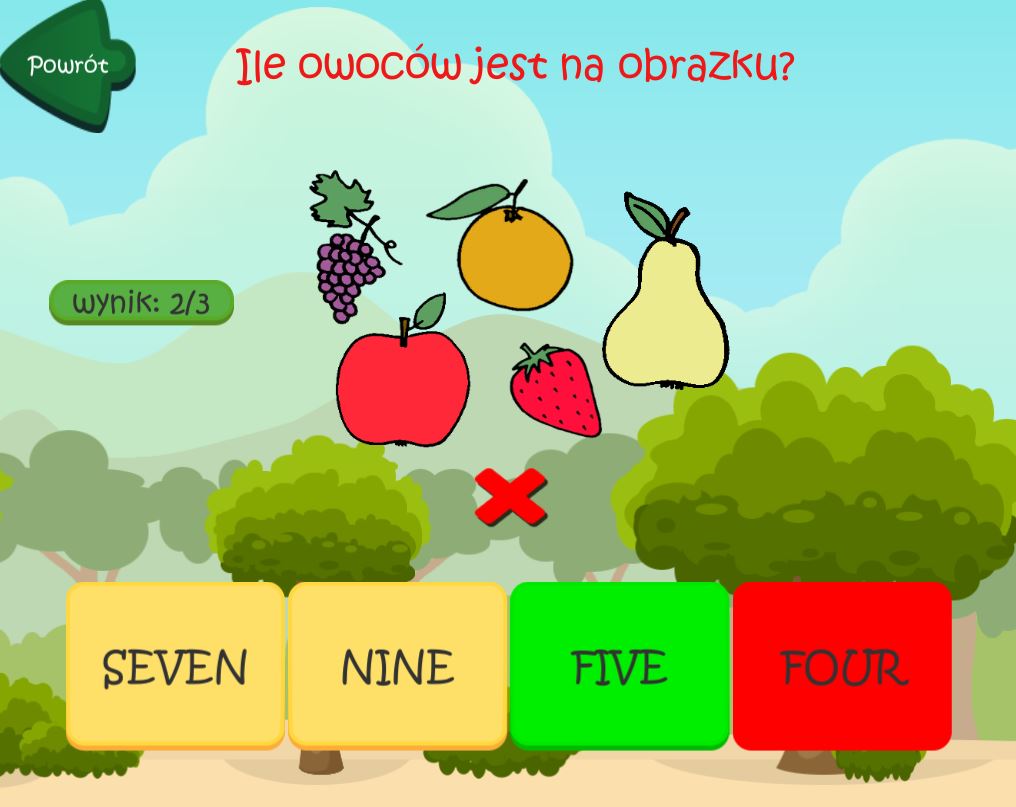 Powrót
Ile owoców jest na obrazku?
wynik: 2/3
SEVEN
NINE
FIVE
FOUR